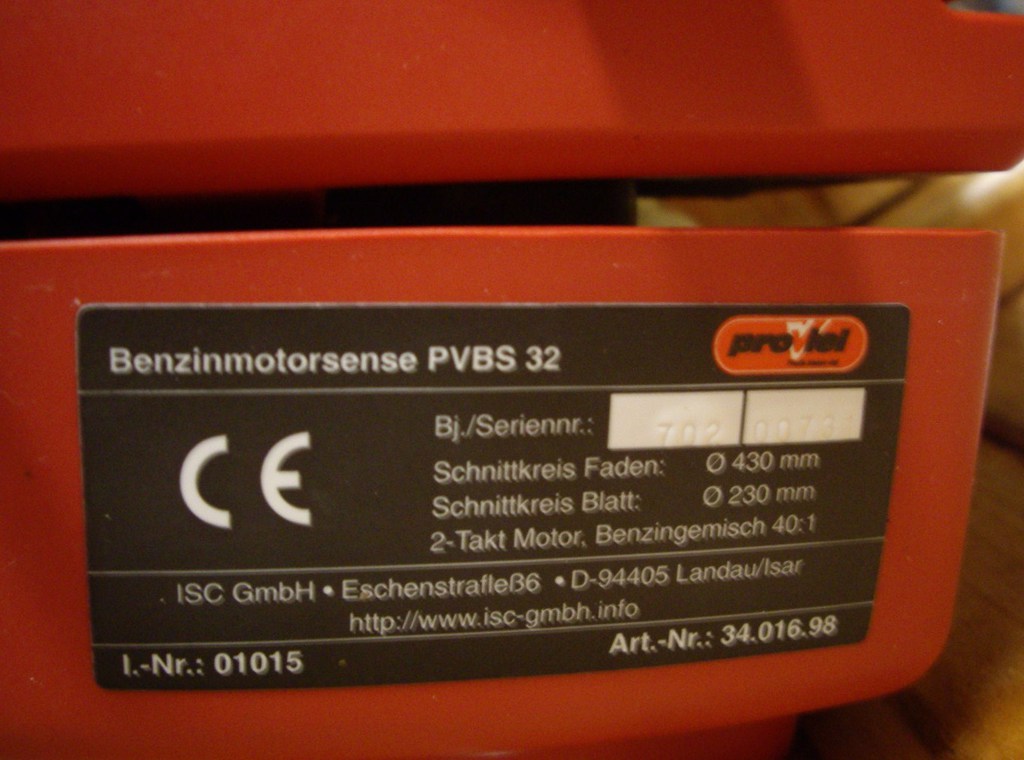 Benzinmotorsense PVBS 32
proviel
CE
Bj./Seriennr.: 702
Schnittkreis Faden: Ø 430 mm
Schnittkreis Blatt: Ø 230 mm
2-Takt Motor, Benzingemisch 40:1
ISC GmbH • Eschenstrafleß6 • D-94405 Landau/Isar
http://www.isc-gmbh.info
I.-Nr.: 01015
Art.-Nr.: 34.016.98